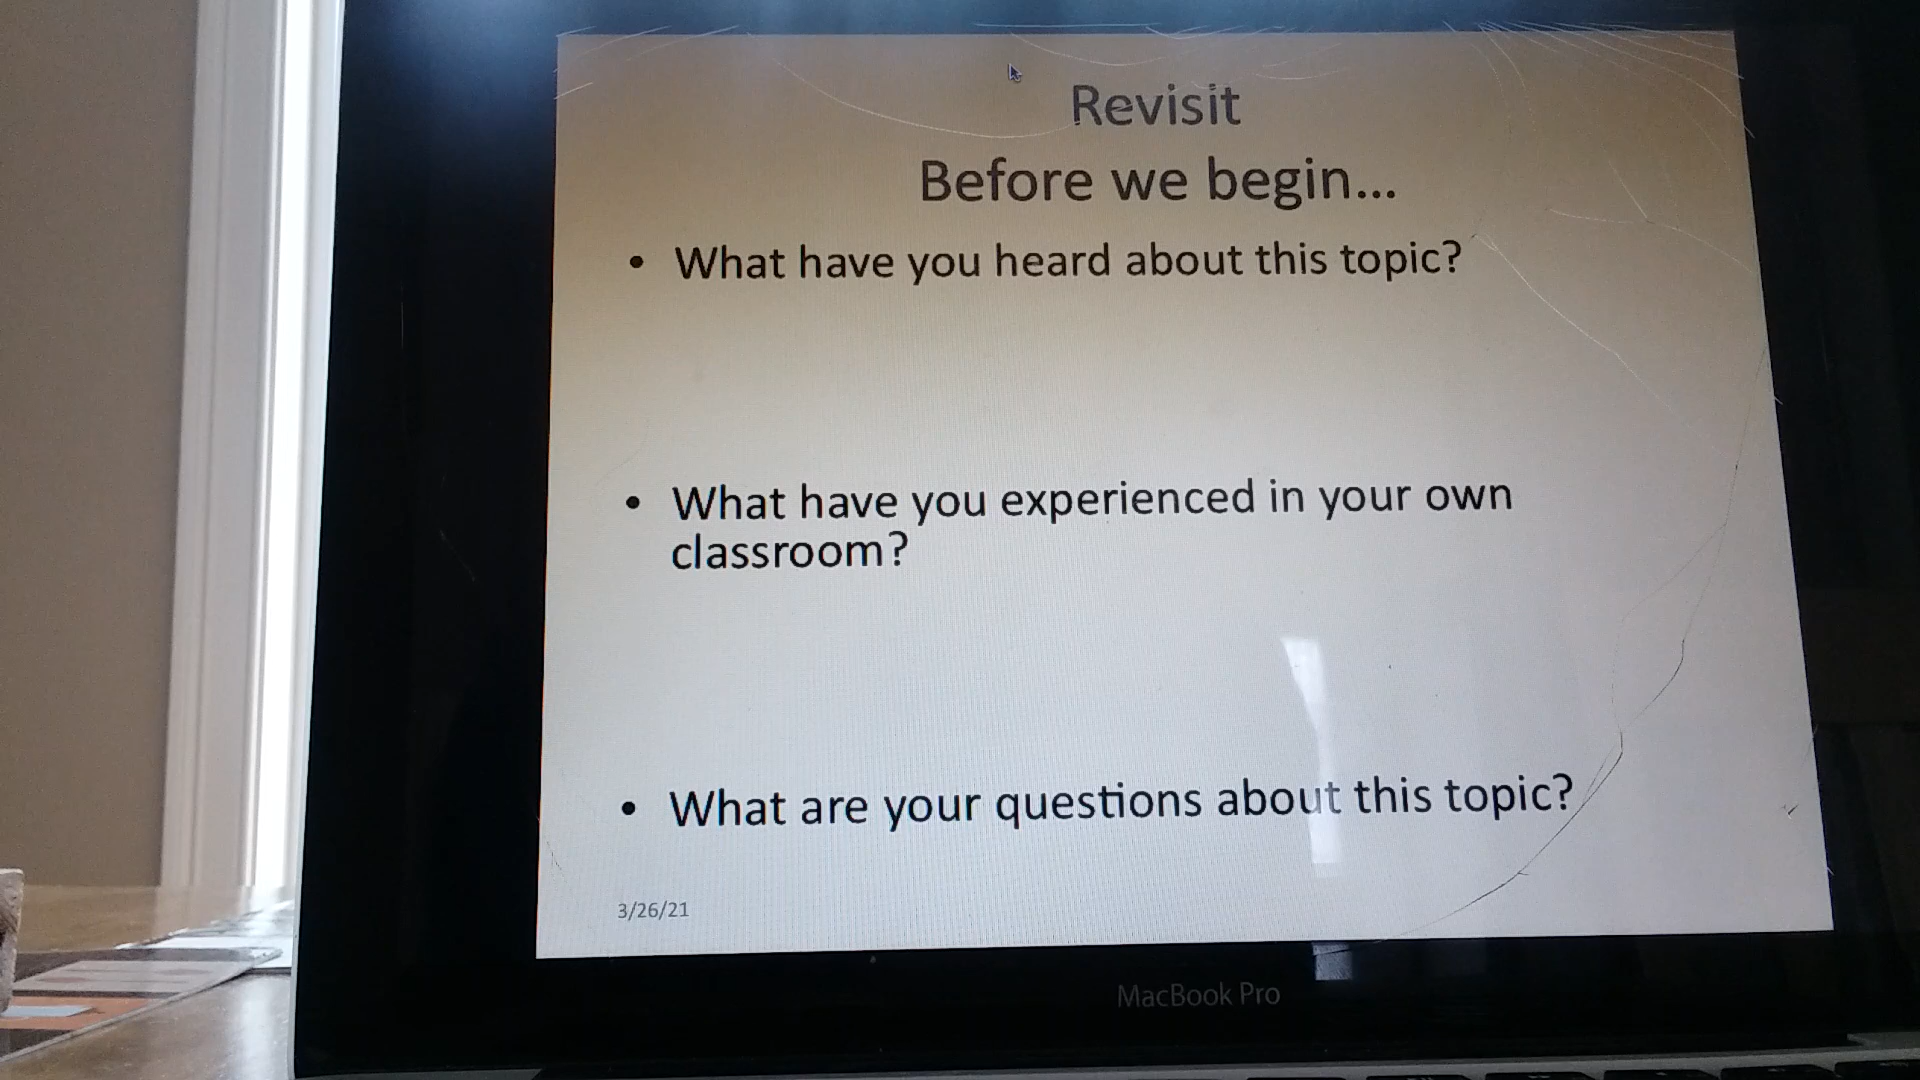 Revisit
Before we begin...
• What have you heard about this topic?
• What have you experienced in your own
classroom?
• What are your questions about this topic?
3/26/21
MacBook Pro